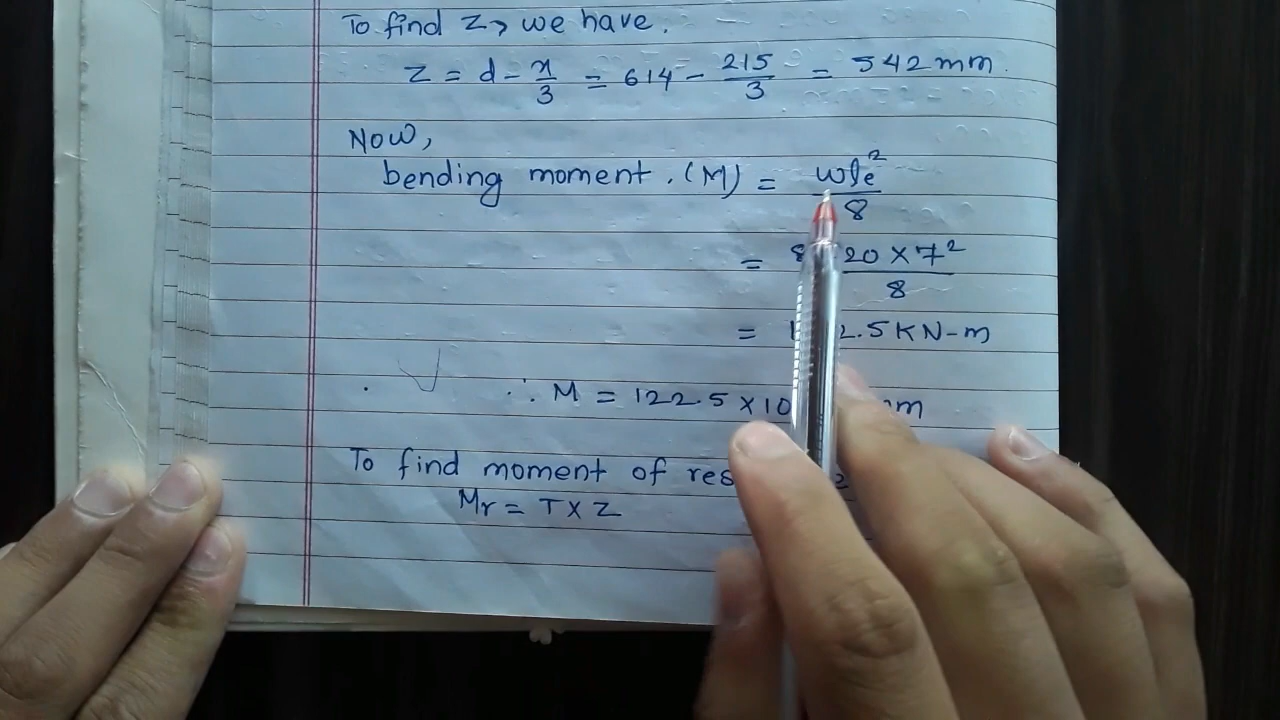 To find Z, we have.
Z = d - x/3 = 614 - 215/3 = 542 mm.
Now,
bending moment. (M) = wle²/8
= 20 x 7²/8
= 2.5 KN-m
∴ M = 122.5 x 10
To find moment of
Mr = T x Z